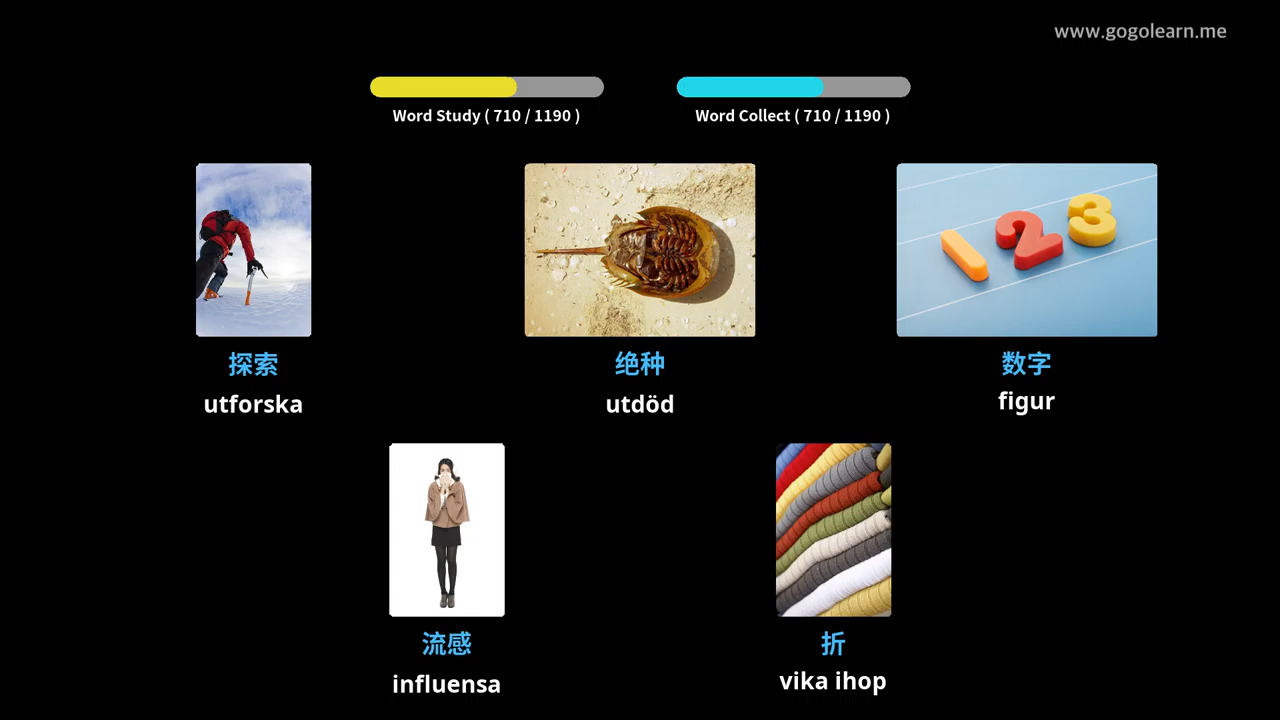 www.gogolearn.me
Word Study ( 710 / 1190 )
Word Collect ( 710 / 1190 )
探索
utforska
绝种
utdöd
数字
figur
流感
influensa
折
vika ihop